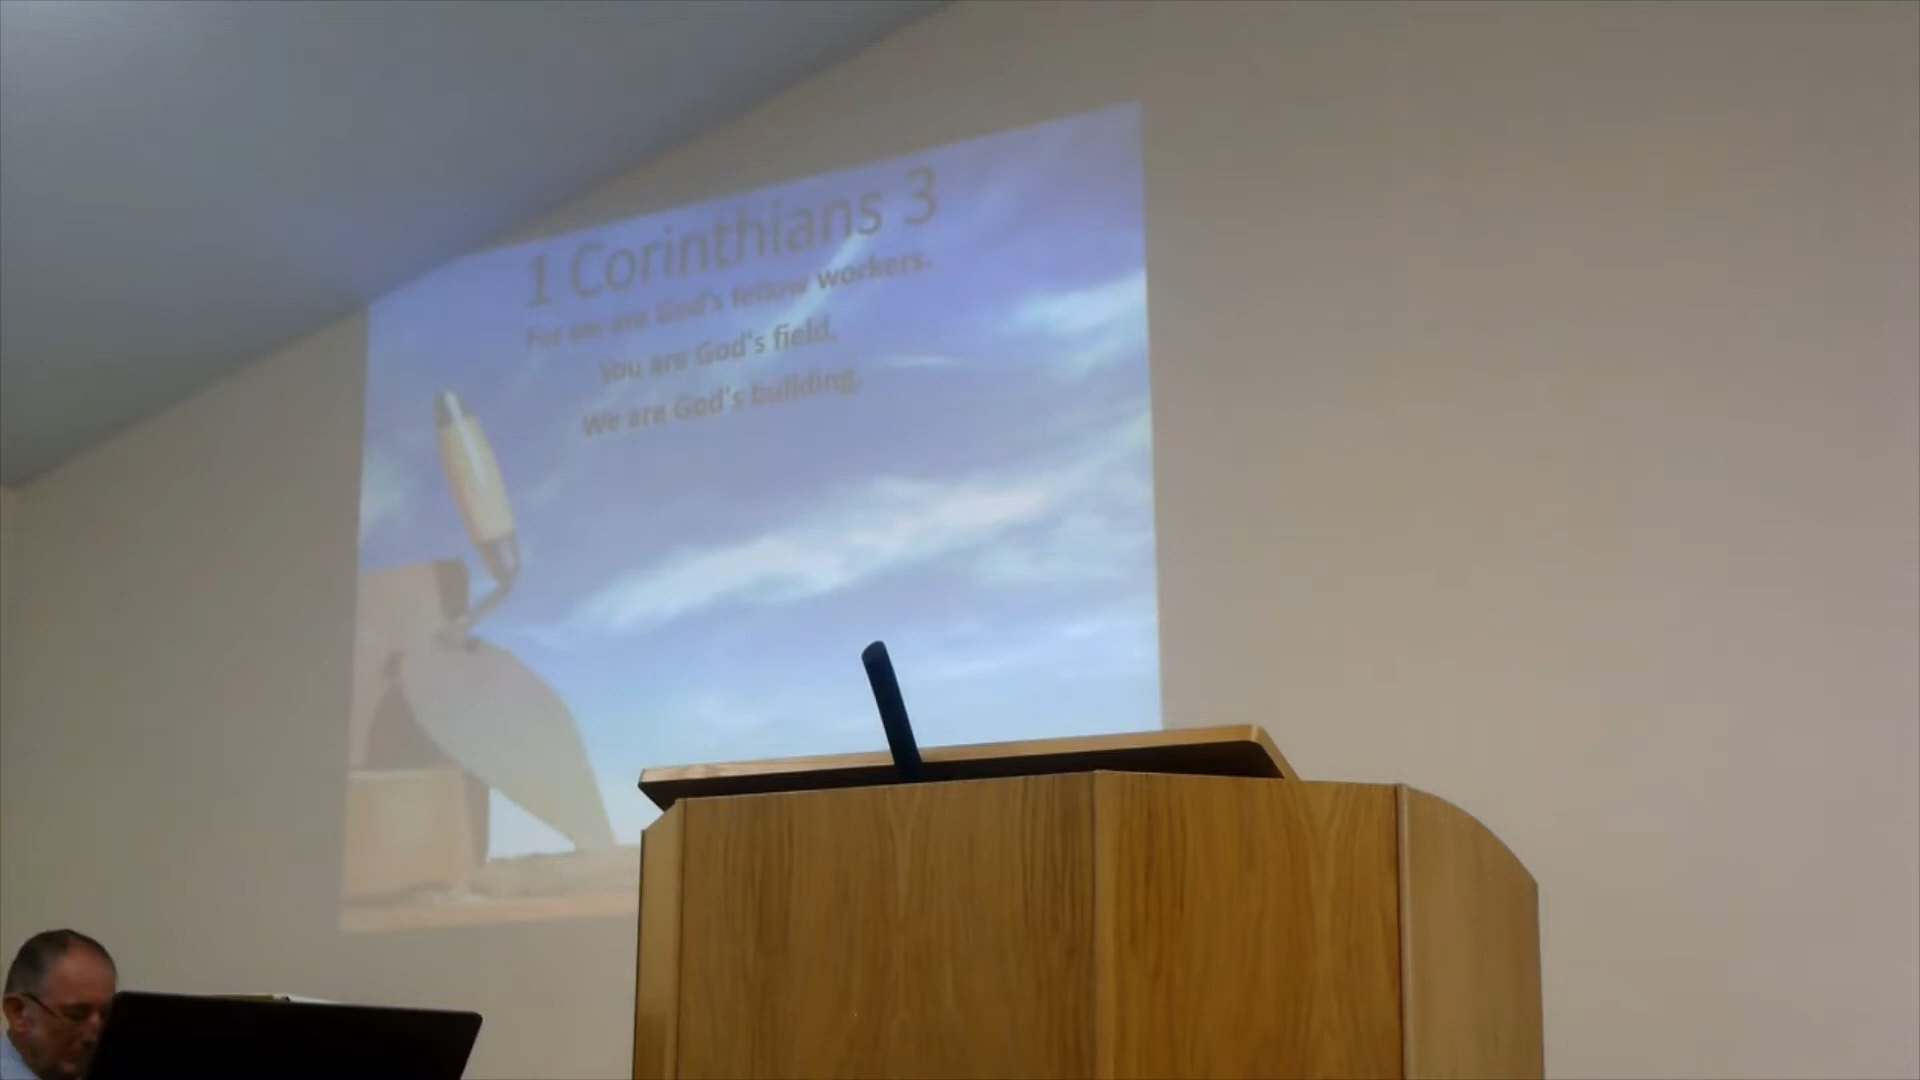 1 Corinthians 3
For we are God's fellow workers.
You are God's field.
We are God's building.